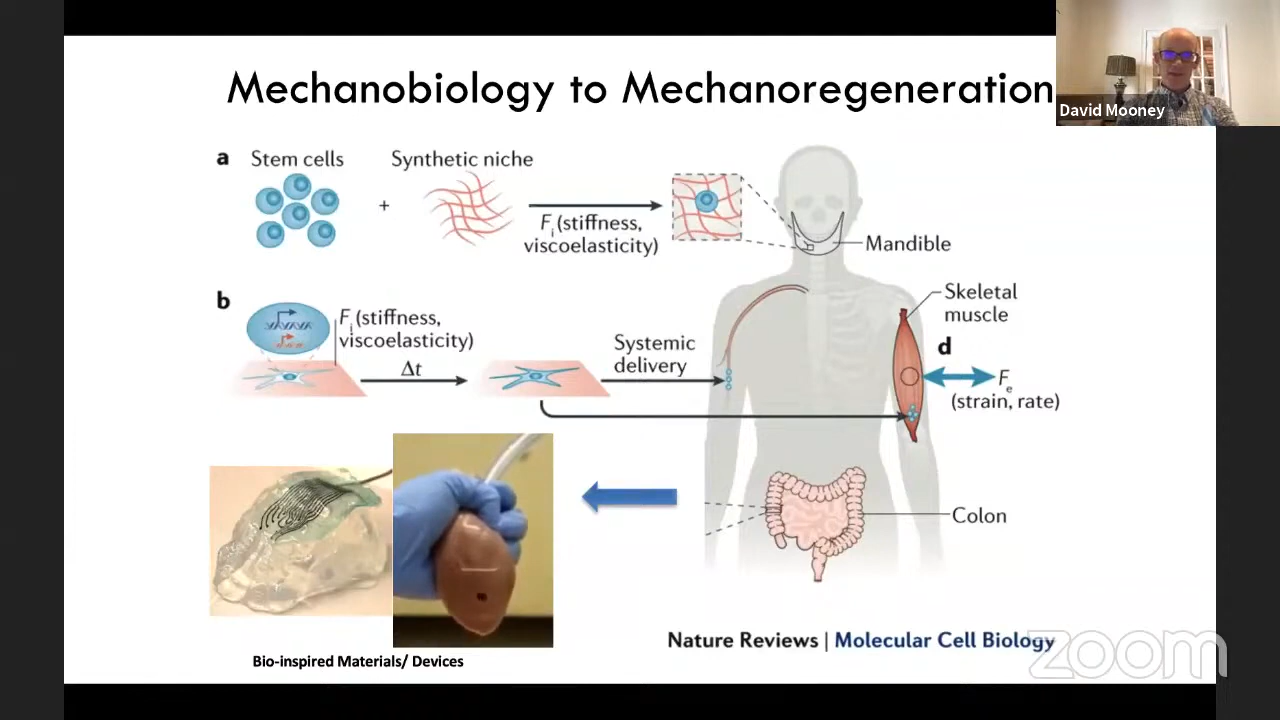 Mechanobiology to Mechanoregeneration
David Mooney
a
Stem cells
+
Synthetic niche
Fi (stiffness,
viscoelasticity)
Mandible
b
Fi (stiffness,
viscoelasticity)
Δt
Systemic
delivery
Skeletal
muscle
d
Fe
(strain, rate)
Colon
Bio-inspired Materials/ Devices
Nature Reviews | Molecular Cell Biology
zoom